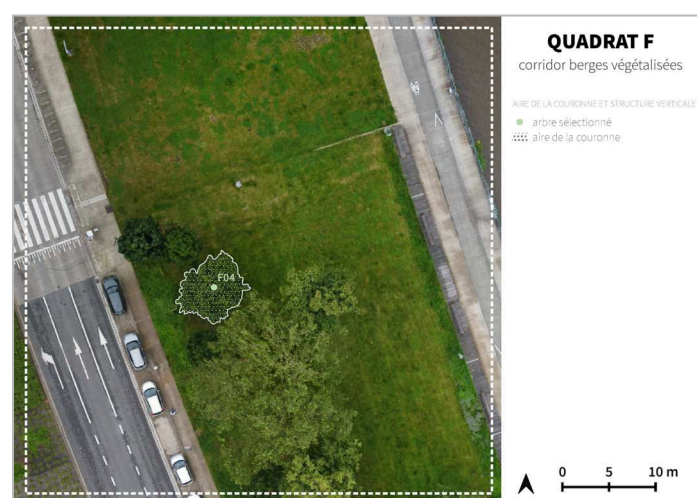 QUADRAT F
corridor berges végétalisées
AIRE DE LA COURONNE ET STRUCTURE VERTICALE
arbre sélectionné
aire de la couronne
F04
0 5 10 m